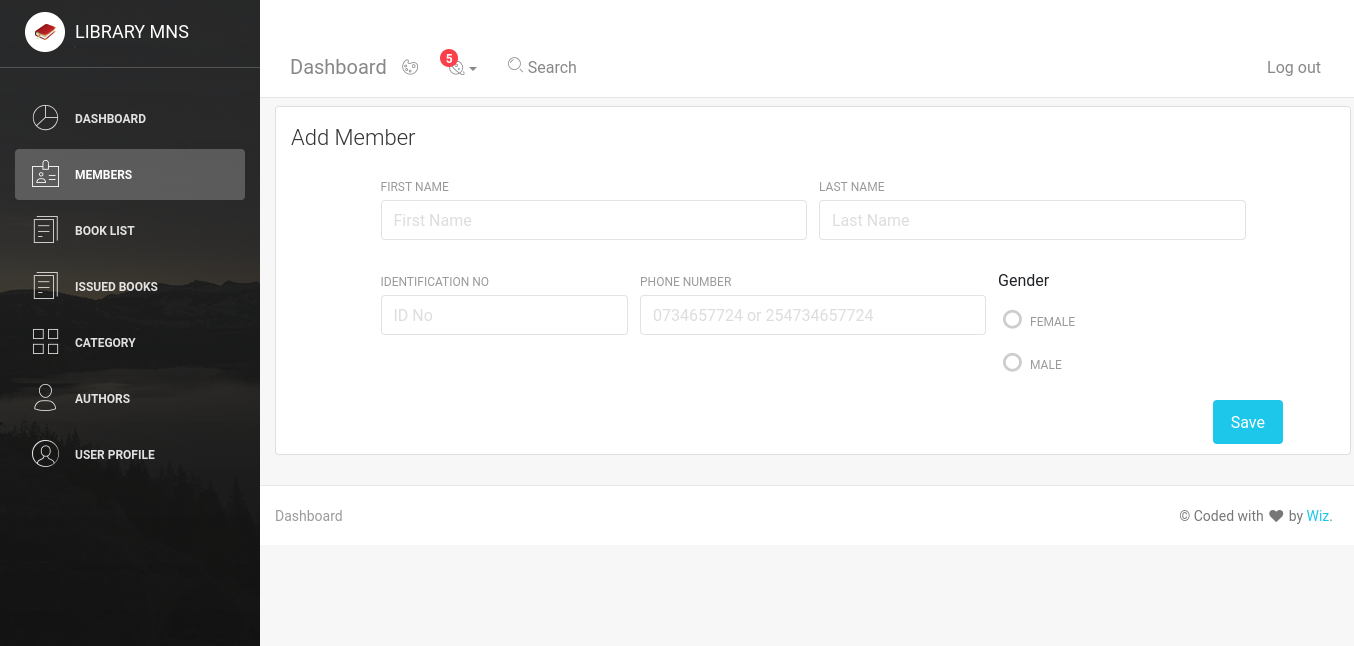 LIBRARY MNS
DASHBOARD
MEMBERS
BOOK LIST
ISSUED BOOKS
CATEGORY
AUTHORS
USER PROFILE
Dashboard 5 Search Log out
Add Member
FIRST NAME LAST NAME
First Name Last Name
IDENTIFICATION NO PHONE NUMBER Gender
ID No 0734657724 or 254734657724
FEMALE
MALE
Save
Dashboard © Coded with ♥ by Wiz.